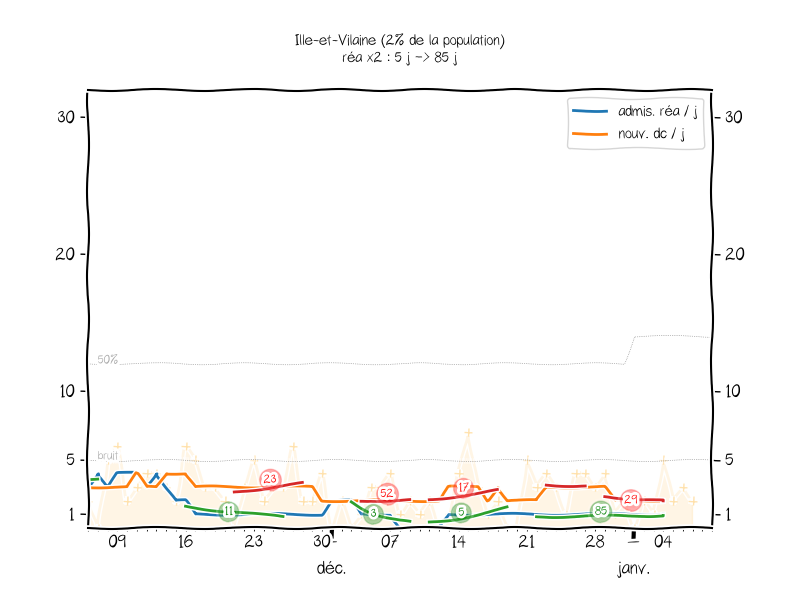 Ille-et-Vilaine (2% de la population)
réa x2 : 5 j -> 85 j
admis. réa / j
nouv. dc / j
30 30
20 20
50%
10 10
bruit
5 5
23
52
17
29
11
3
5
85
1 1
09 16 23 30 07 14 21 28 04
déc. janv.